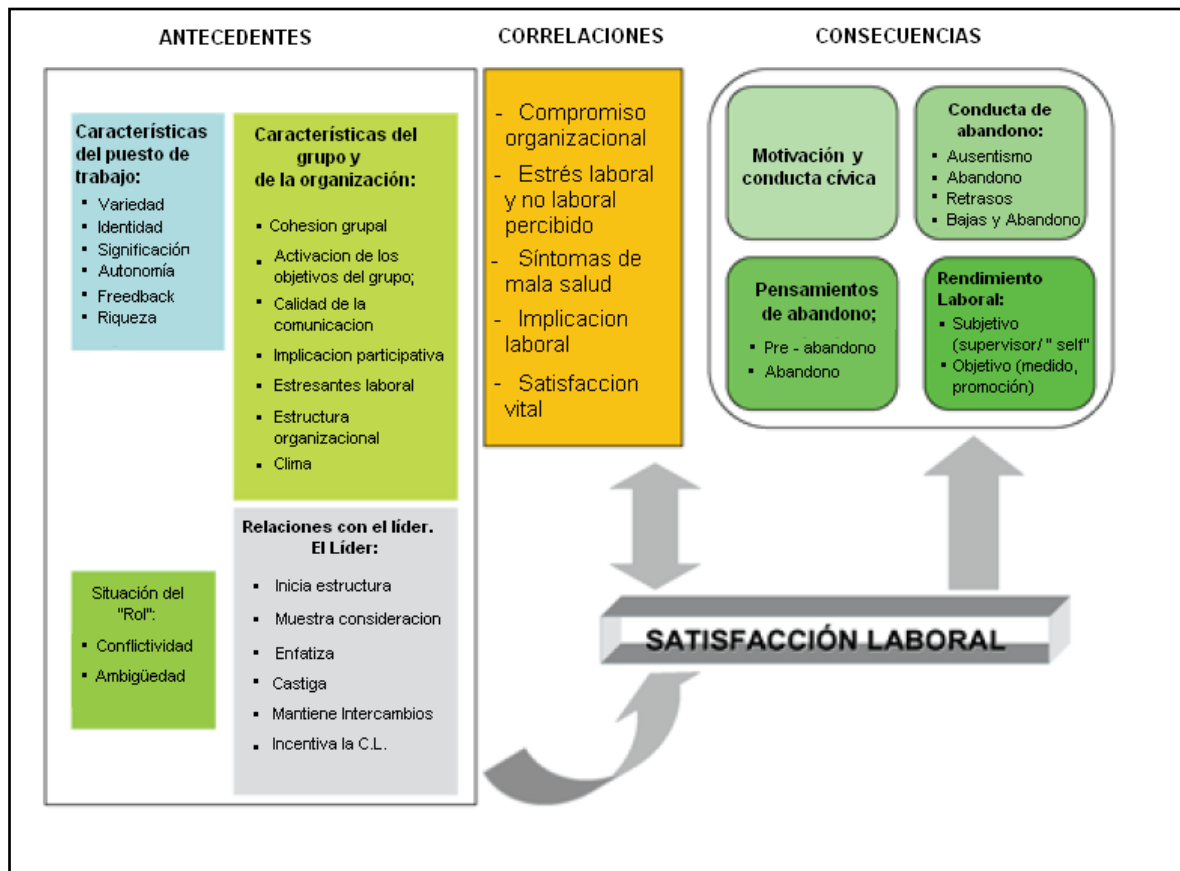 ANTECEDENTES
CORRELACIONES
CONSECUENCIAS
Características
del puesto de
trabajo:
Variedad
Identidad
Significación
Autonomía
Freedback
Riqueza
Situación del
"Rol":
Conflictividad
Ambigüedad
Características del
grupo y
de la organización:
Cohesion grupal
Activacion de los
objetivos del grupo;
Calidad de la
comunicacion
Implicacion participativa
Estresantes laboral
Estructura
organizacional
Clima
Relaciones con el líder.
El Líder:
Inicia estructura
Muestra consideracion
Enfatiza
Castiga
Mantiene Intercambios
Incentiva la C.L.
- Compromiso
organizacional
- Estrés laboral
y no laboral
percibido
- Síntomas de
mala salud
- Implicacion
laboral
- Satisfaccion
vital
Motivación y
conducta cívica
Conducta de
abandono:
Ausentismo
Abandono
Retrasos
Bajas y Abandono
Pensamientos
de abandono;
Pre - abandono
Abandono
Rendimiento
Laboral:
Subjetivo
(supervisor/ " self"
Objetivo (medido,
promoción)
SATISFACCIÓN LABORAL